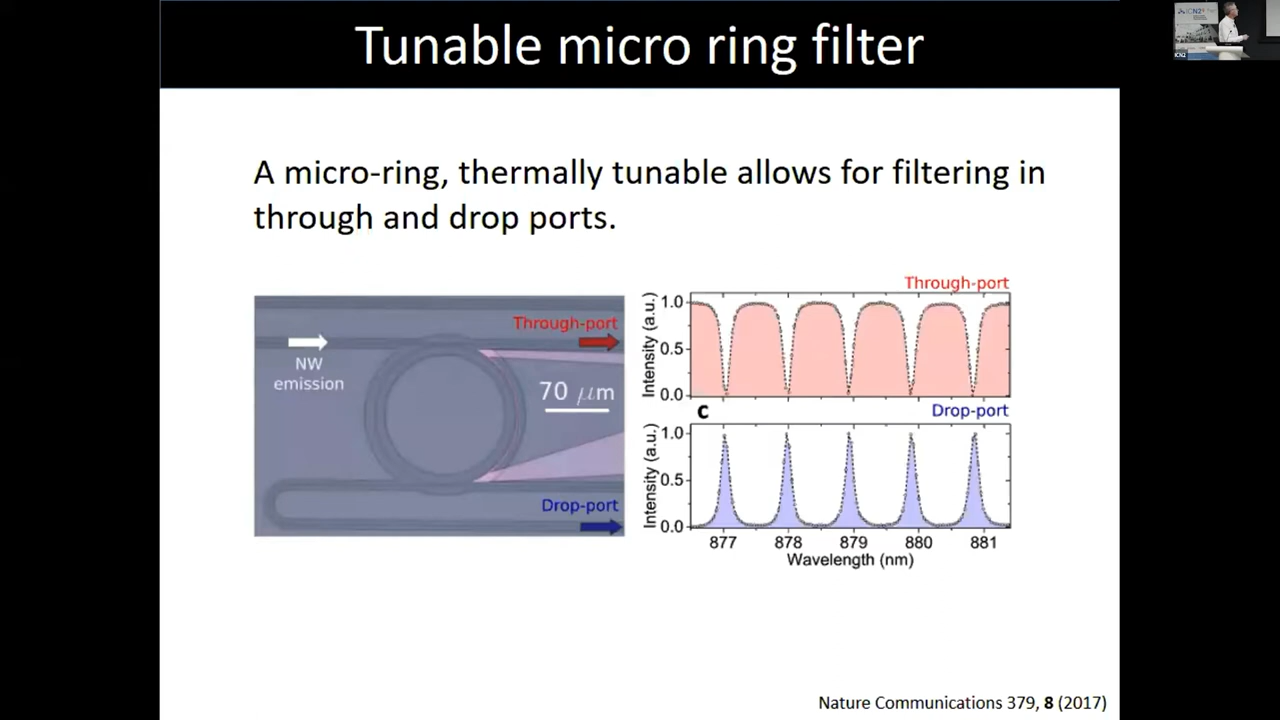 Tunable micro ring filter
A micro-ring, thermally tunable allows for filtering in
through and drop ports.
Through-port
NW
emission
70 μm
Drop-port
Through-port
Intensity (a.u.)
1.0
0.5
0.0
c
Drop-port
Intensity (a.u.)
1.0
0.5
0.0
877 878 879 880 881
Wavelength (nm)
Nature Communications 379, 8 (2017)
ICN2